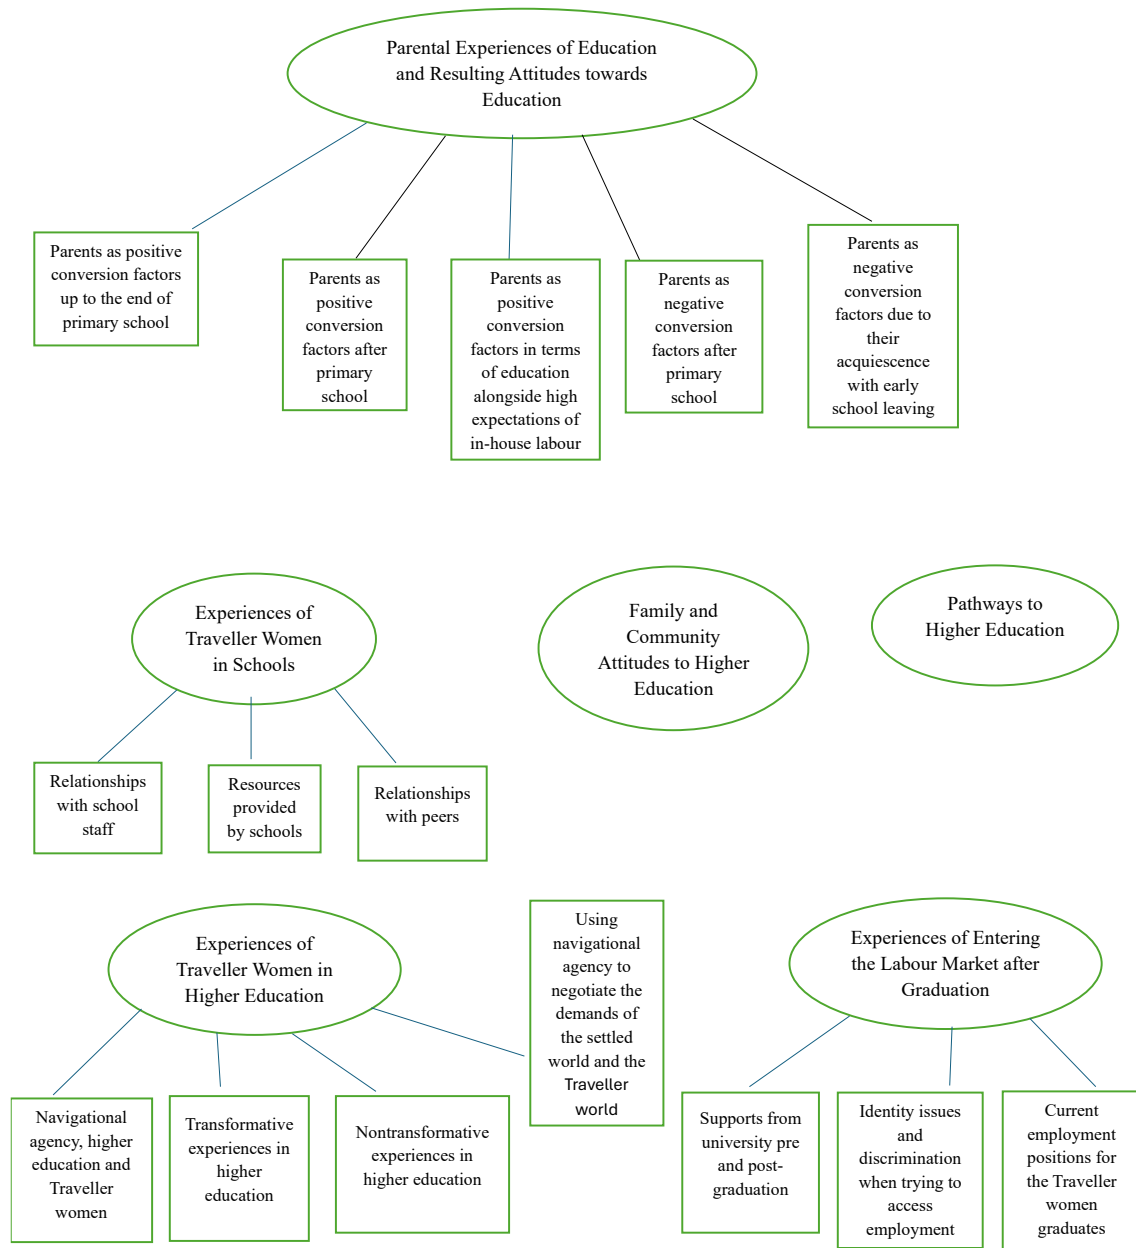 Parental Experiences of Education
and Resulting Attitudes towards
Education
Parents as positive
conversion factors
up to the end of
primary school
Parents as
positive
conversion
factors after
primary
school
Parents as
positive
conversion
factors in terms
of education
alongside high
expectations of
in-house labour
Parents as
negative
conversion
factors after
primary
school
Parents as
negative
conversion
factors due to
their
acquiescence
with early
school leaving
Experiences of
Traveller Women
in Schools
Family and
Community
Attitudes to Higher
Education
Pathways to
Higher Education
Relationships
with school
staff
Resources
provided
by schools
Relationships
with peers
Experiences of
Traveller Women in
Higher Education
Using
navigational
agency to
negotiate the
demands of
the settled
world and the
Traveller
world
Experiences of Entering
the Labour Market after
Graduation
Navigational
agency, higher
education and
Traveller
women
Transformative
experiences in
higher
education
Nontransformative
experiences in
higher education
Supports from
university pre
and post-
graduation
Identity issues
and
discrimination
when trying to
access
employment
Current
employment
positions for
the Traveller
women
graduates